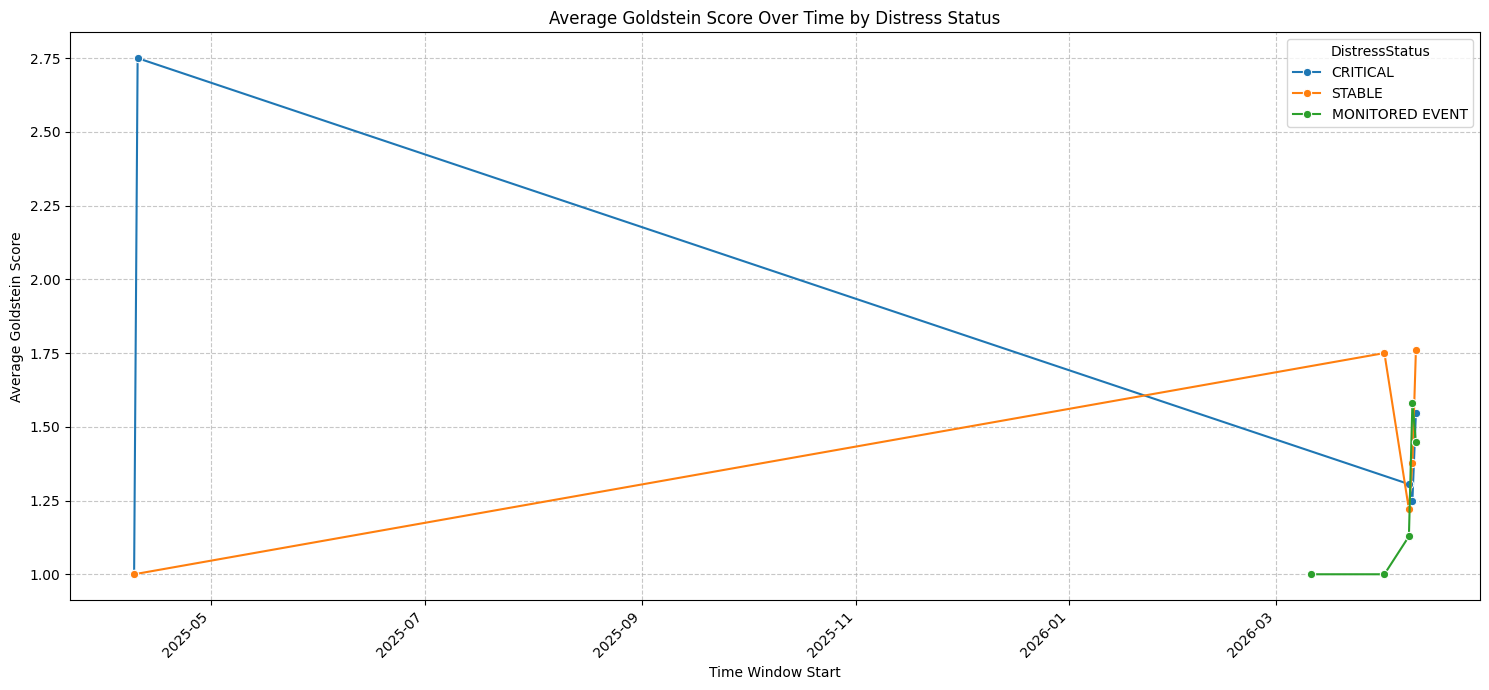 Average Goldstein Score Over Time by Distress Status
DistressStatus
CRITICAL
STABLE
MONITORED EVENT
Average Goldstein Score
2.75
2.50
2.25
2.00
1.75
1.50
1.25
1.00
2025-05
2025-07
2025-09
2025-11
2026-01
2026-03
Time Window Start